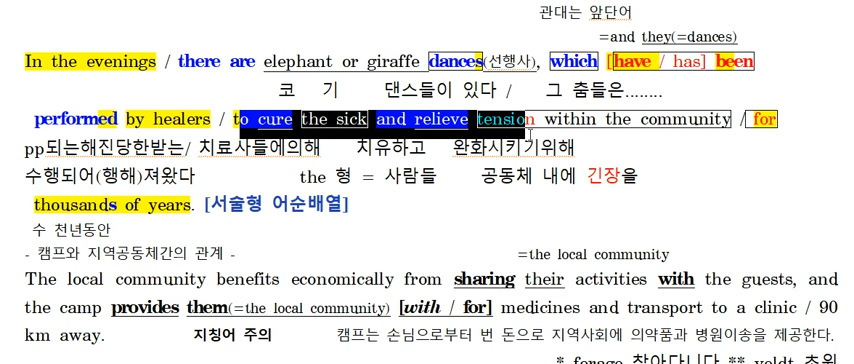 관대는 앞단어
=and they(=dances)
In the evenings / there are elephant or giraffe dances(선행사), which [have / has] been
코 기 댄스들이 있다 / 그 춤들은........
performed by healers / to cure the sick and relieve tension within the community / for
pp되는해진당한받는/ 치료사들에의해 치유하고 완화시키기위해
수행되어(행해)져왔다 the 형 = 사람들 공동체 내에 긴장을
thousands of years. [서술형 어순배열]
수 천년동안
- 캠프와 지역공동체간의 관계 - =the local community
The local community benefits economically from sharing their activities with the guests, and
the camp provides them(=the local community) [with / for] medicines and transport to a clinic / 90
km away. 지칭어 주의 캠프는 손님으로부터 번 돈으로 지역사회에 의약품과 병원이송을 제공한다.
* forage 찾아다니다 ** veldt 초원